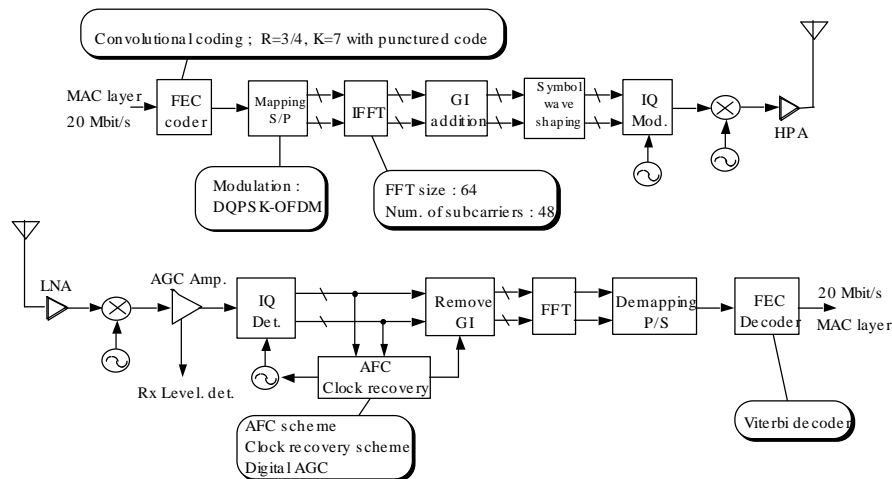 Convolutional coding ; R=3/4, K=7 with punctured code
MAC layer
20 Mbit/s
FEC
coder
Mapping
S/P
IFFT
GI
addition
Symbol
wave
shaping
IQ
Mod.
HPA
Modulation :
DQPSK-OFDM
FFT size : 64
Num. of subcarriers : 48
LNA
AGC Amp.
IQ
Det.
Remove
GI
FFT
Demapping
P/S
FEC
Decoder
20 Mbit/s
MAC layer
Rx Level. det.
AFC
Clock recovery
AFC scheme
Clock recovery scheme
Digital AGC
Viterbi decoder